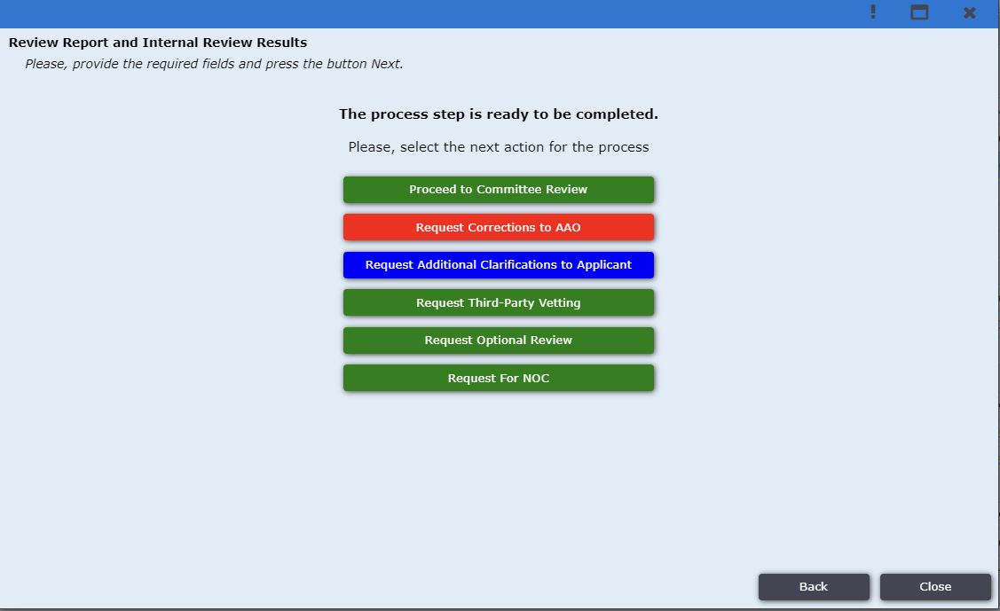 Review Report and Internal Review Results
Please, provide the required fields and press the button Next.
The process step is ready to be completed.
Please, select the next action for the process
Proceed to Committee Review
Request Corrections to AAO
Request Additional Clarifications to Applicant
Request Third-Party Vetting
Request Optional Review
Request For NOC
Back
Close